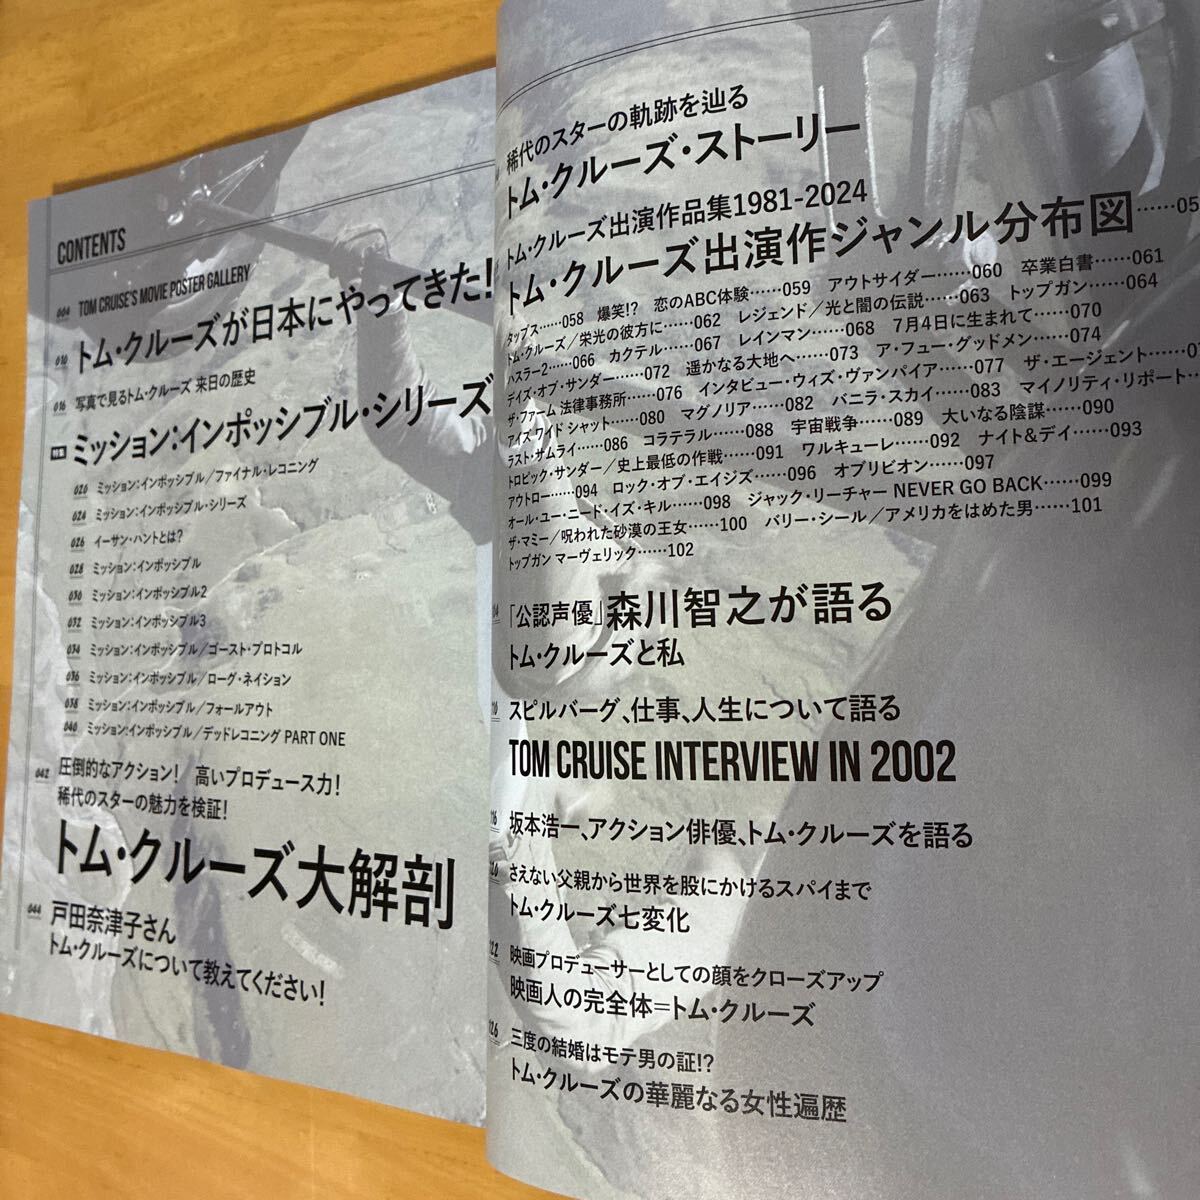 CONTENTS
004 TOM CRUISE'S MOVIE POSTER GALLERY
010 トム・クルーズが日本にやってきた!
016 写真で見るトム・クルーズ 来日の歴史
特集 ミッション:インポッシブル・シリーズ
020 ミッション:インポッシブル/ファイナル・レコニング
024 ミッション:インポッシブル・シリーズ
026 イーサン・ハントとは?
028 ミッション:インポッシブル
030 ミッション:インポッシブル2
032 ミッション:インポッシブル3
034 ミッション:インポッシブル/ゴースト・プロトコル
036 ミッション:インポッシブル/ローグ・ネイション
038 ミッション:インポッシブル/フォールアウト
040 ミッション:インポッシブル/デッドレコニング PART ONE
042 圧倒的なアクション! 高いプロデュース力!
稀代のスターの魅力を検証!
トム・クルーズ大解剖
044 戸田奈津子さん
トム・クルーズについて教えてください!
稀代のスターの軌跡を辿る
トム・クルーズ・ストーリー
トム・クルーズ出演作品集1981-2024
トム・クルーズ出演作ジャンル分布図……05
タップス……058 爆笑!? 恋のABC体験……059 アウトサイダー……060 卒業白書……061
トム・クルーズ/栄光の彼方に……062 レジェンド/光と闇の伝説……063 トップガン……064
ハスラー2……066 カクテル……067 レインマン……068 7月4日に生まれて……070
デイズ・オブ・サンダー……072 遥かなる大地へ……073 ア・フュー・グッドメン……074
ザ・ファーム 法律事務所……076 インタビュー・ウィズ・ヴァンパイア……077 ザ・エージェント……
アイズ ワイド シャット……080 マグノリア……082 バニラ・スカイ……083 マイノリティ・リポート……
ラスト・サムライ……086 コラテラル……088 宇宙戦争……089 大いなる陰謀……090
トロピック・サンダー/史上最低の作戦……091 ワルキューレ……092 ナイト&デイ……093
アウトロー……094 ロック・オブ・エイジズ……096 オブリビオン……097
オール・ユー・ニード・イズ・キル……098 ジャック・リーチャー NEVER GO BACK……099
ザ・マミー/呪われた砂漠の王女……100 バリー・シール/アメリカをはめた男……101
トップガン マーヴェリック……102
04 「公認声優」森川智之が語る
トム・クルーズと私
10 スピルバーグ、仕事、人生について語る
TOM CRUISE INTERVIEW IN 2002
16 坂本浩一、アクション俳優、トム・クルーズを語る
20 さえない父親から世界を股にかけるスパイまで
トム・クルーズ七変化
22 映画プロデューサーとしての顔をクローズアップ
映画人の完全体=トム・クルーズ
26 三度の結婚はモテ男の証!?
トム・クルーズの華麗なる女性遍歴